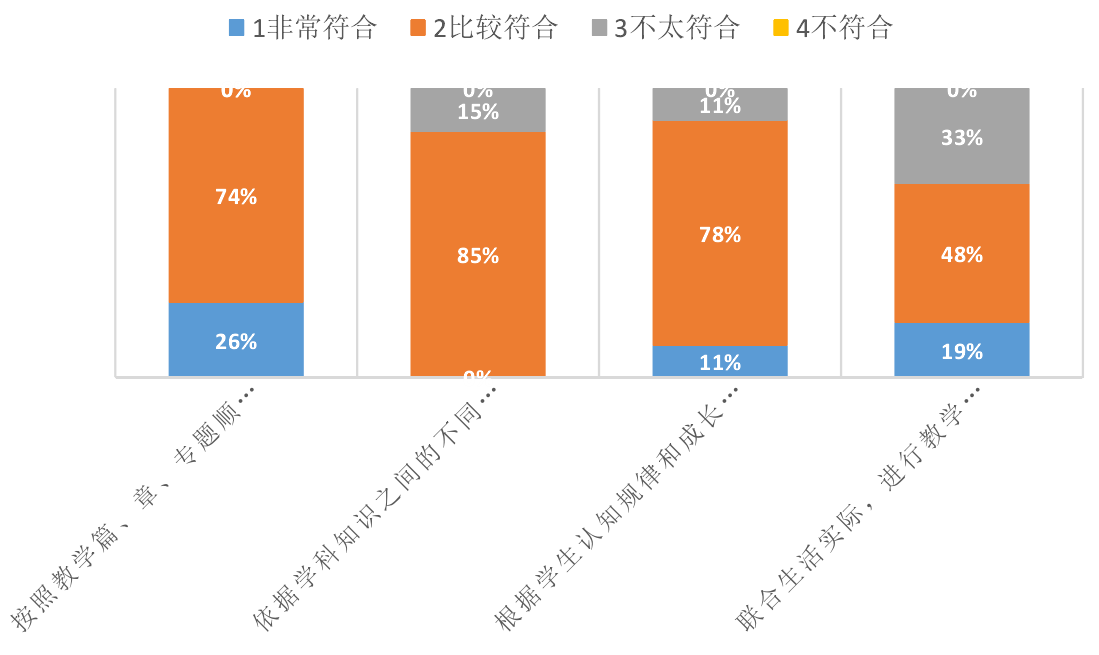 1非常符合 2比较符合 3不太符合 4不符合
0% 0% 0% 0%
15% 11% 33%
74% 85% 78% 48%
26% 0% 11% 19%
按照教学篇、章、专题顺…
依据学科知识之间的不同…
根据学生认知规律和成长…
联合生活实际，进行教学…